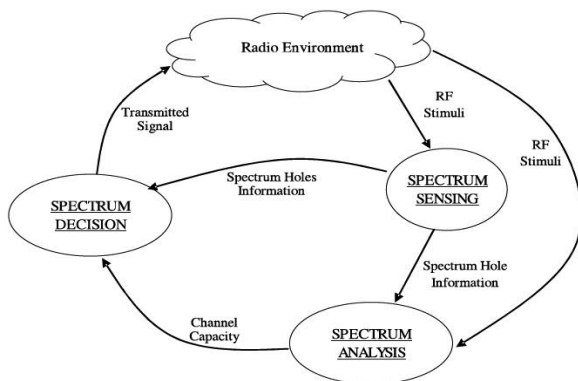 Radio Environment
RF
Stimuli
Transmitted
Signal
RF
Stimuli
Spectrum Holes
Information
SPECTRUM
SENSING
SPECTRUM
DECISION
Spectrum Hole
Information
Channel
Capacity
SPECTRUM
ANALYSIS